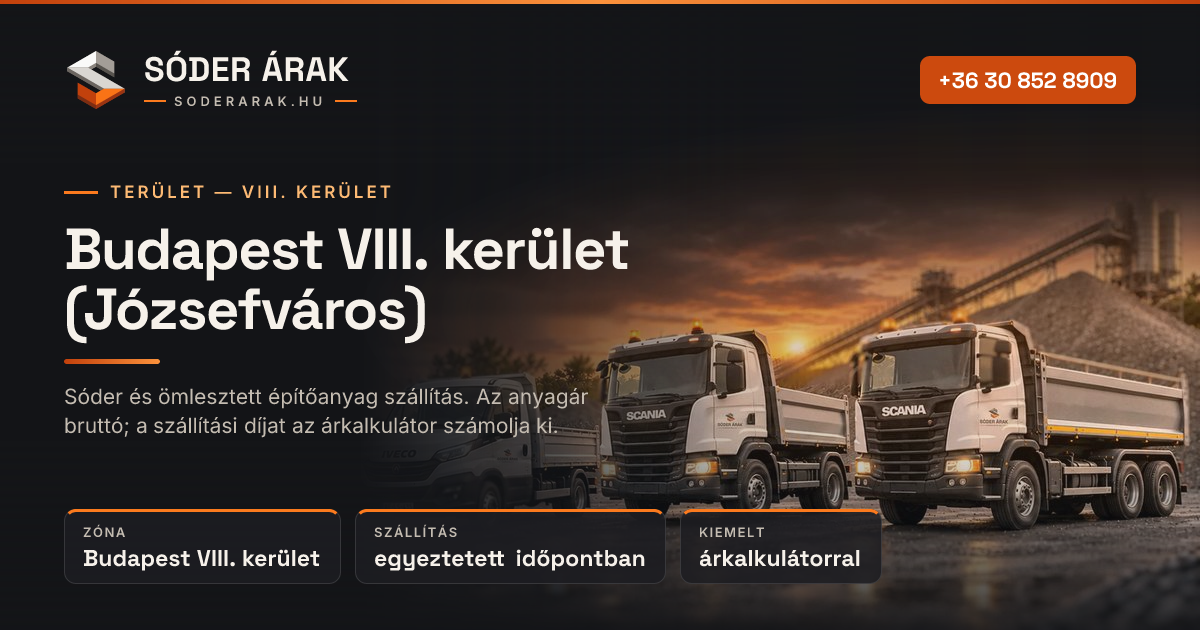 SÓDER ÁRAK
SODERARAK.HU
+36 30 852 8909
TERÜLET — VIII. KERÜLET
Budapest VIII. kerület
(Józsefváros)
Sóder és ömlesztett építőanyag szállítás. Az anyagár
bruttó; a szállítási díjat az árkalkulátor számolja ki.
IVECO
SCANIA
SÓDER ÁRAK
SCANIA
SÓDER ÁRAK
ZÓNA
Budapest VIII. kerület
SZÁLLÍTÁS
egyeztetett időpontban
KIEMELT
árkalkulátorral